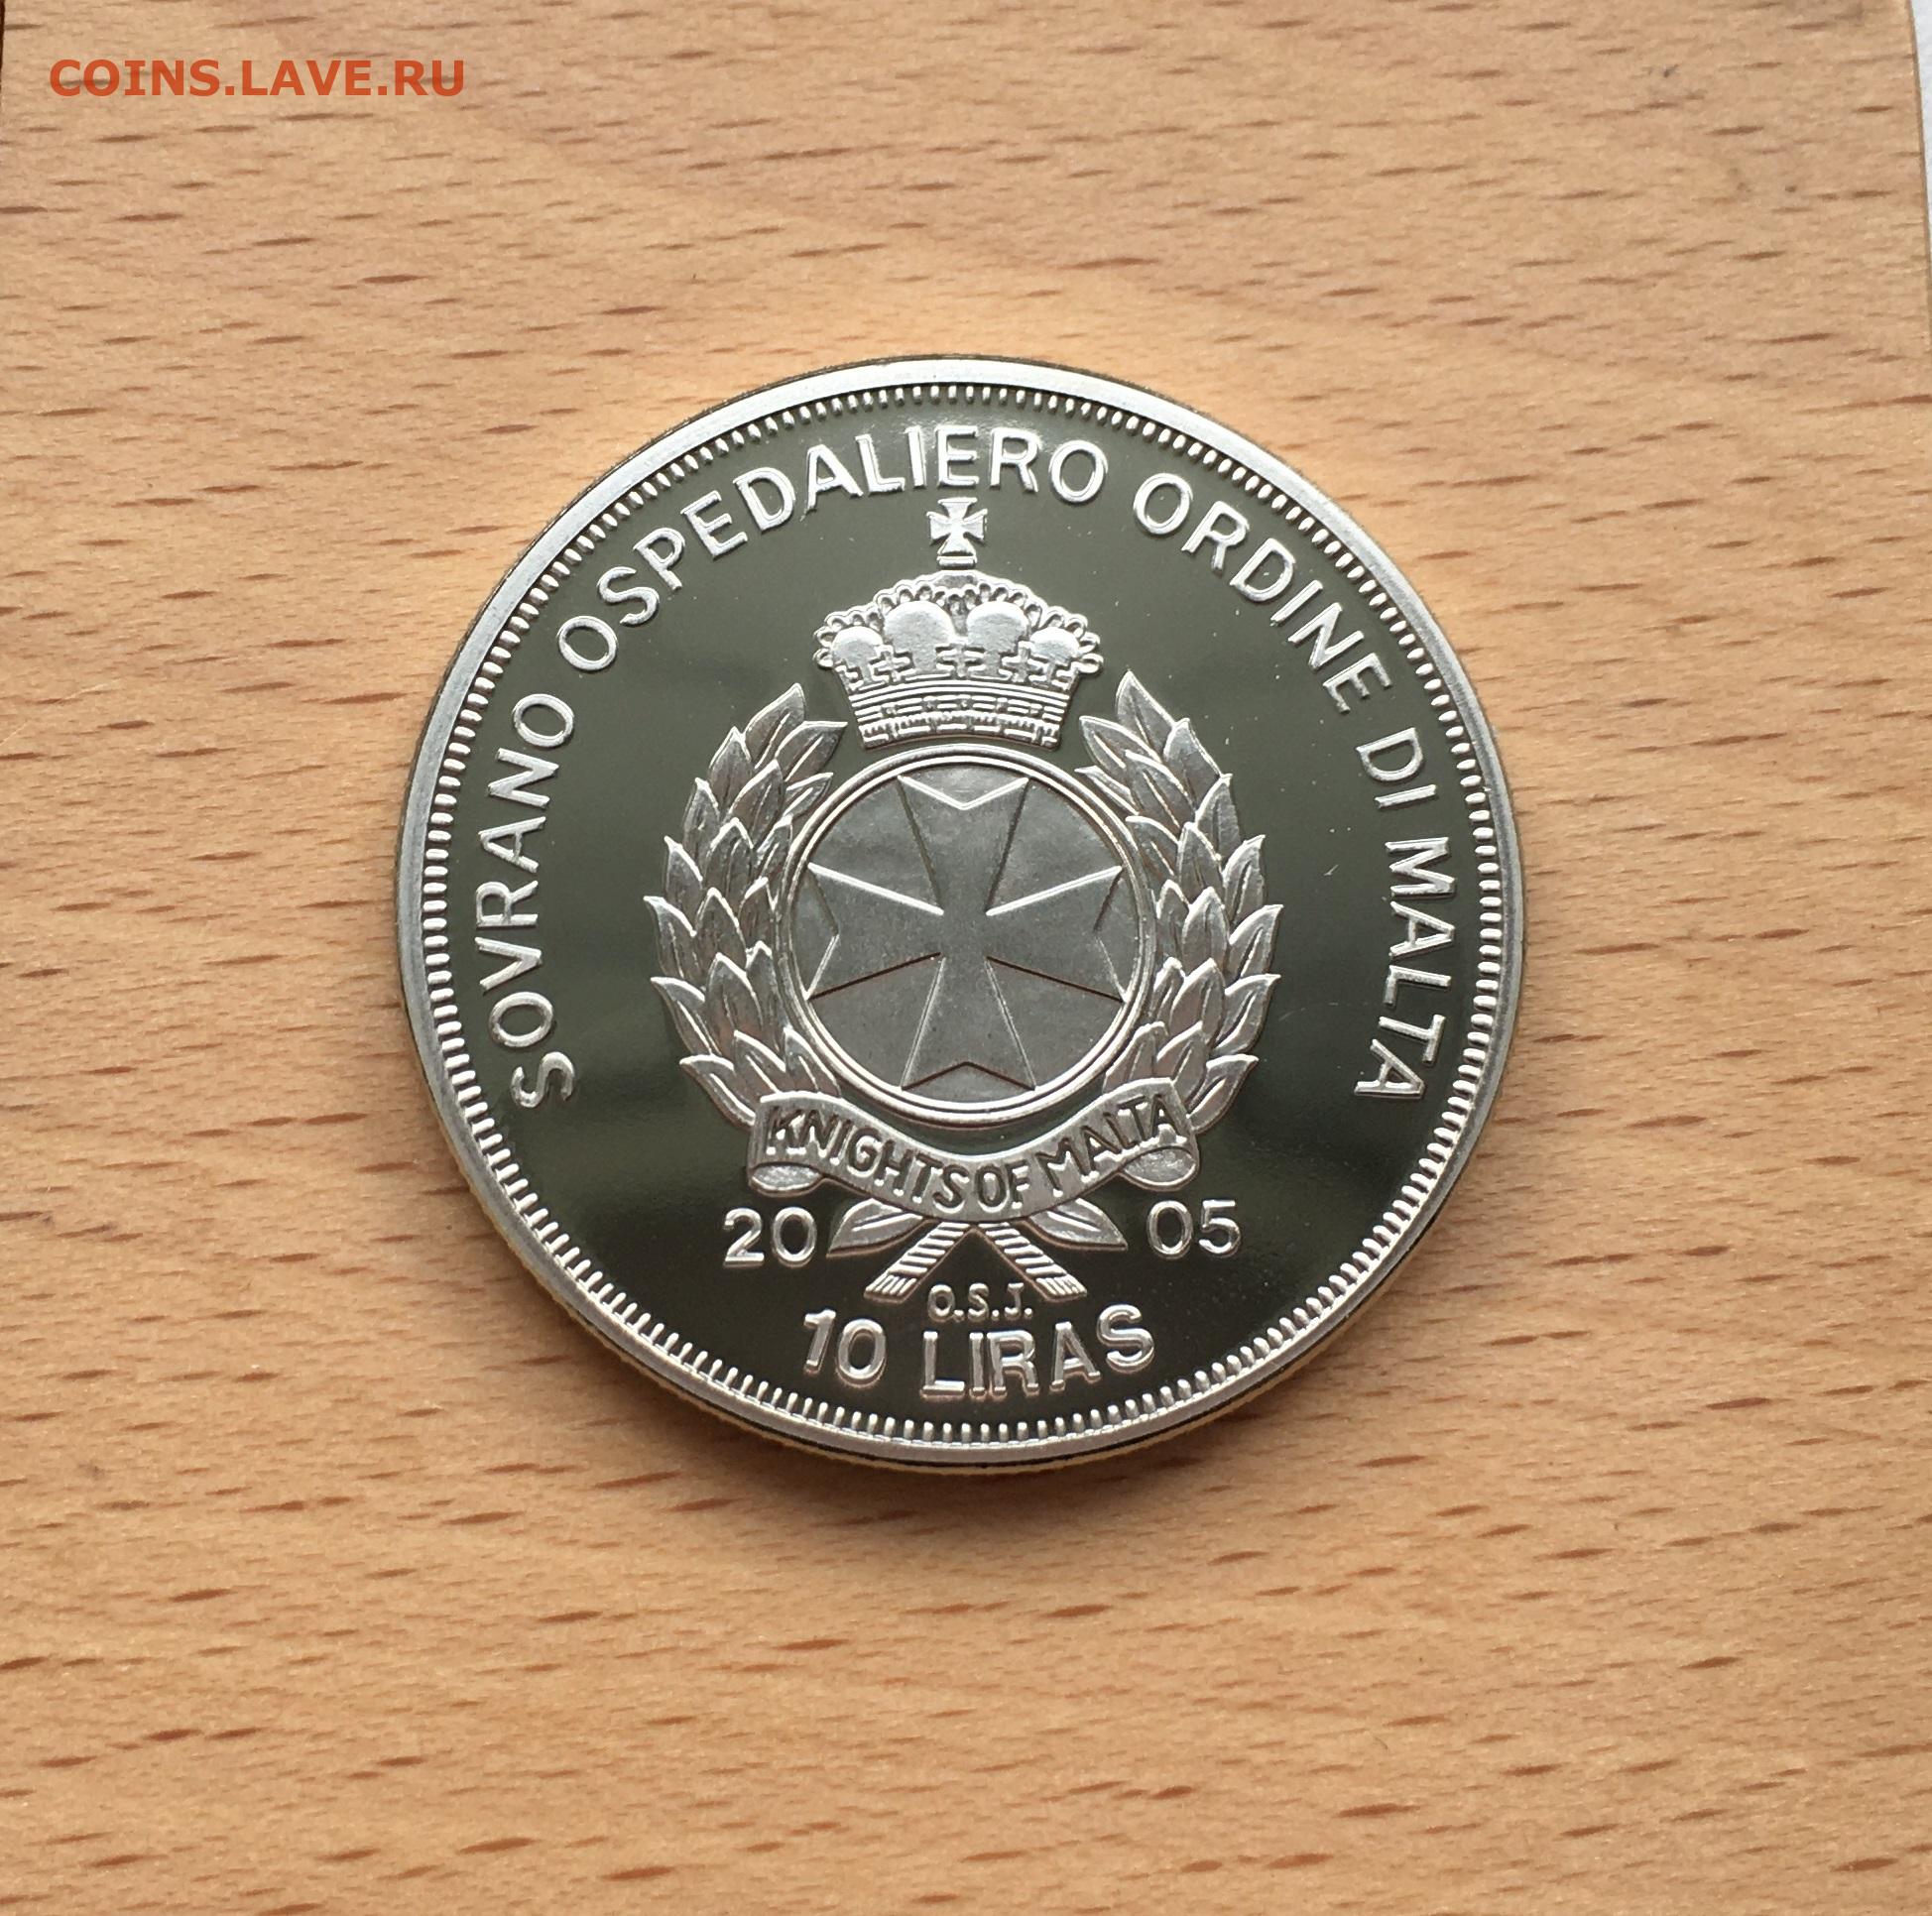 COINS.LAVE.RU
SOVRANO OSPEDALIERO ORDINE DI MALTA
KNIGHTS OF MALTA
20 05
O.S.J.
10 LIRAS